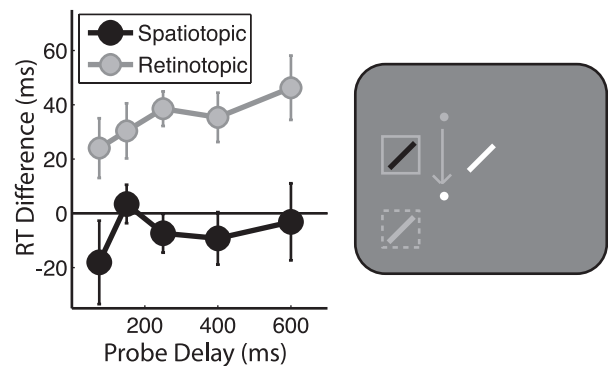 Spatiotopic
Retinotopic
60
40
20
0
-20
RT Difference (ms)
200 400 600
Probe Delay (ms)